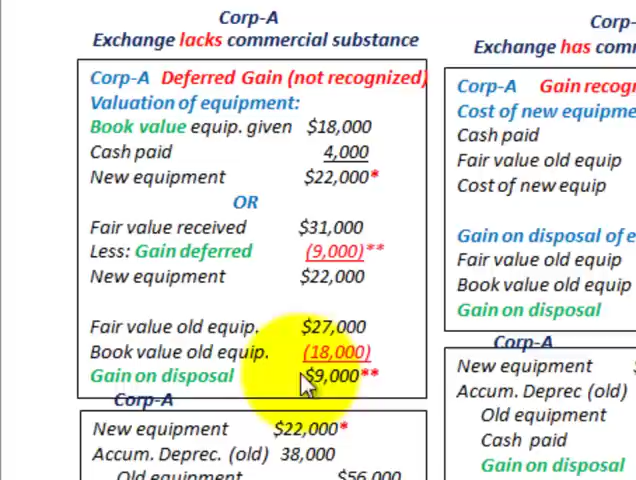 Corp-A
Exchange lacks commercial substance
Corp-A Deferred Gain (not recognized)
Valuation of equipment:
Book value equip. given $18,000
Cash paid 4,000
New equipment $22,000*
OR
Fair value received $31,000
Less: Gain deferred (9,000)**
New equipment $22,000
Fair value old equip. $27,000
Book value old equip. (18,000)
Gain on disposal $9,000**
Corp-A
New equipment $22,000*
Accum. Deprec. (old) 38,000
Old equipment $56,000
Corp-
Exchange has com
Corp-A Gain recogn
Cost of new equipme
Cash paid
Fair value old equip
Cost of new equip
Gain on disposal of e
Fair value old equip
Book value old equip
Gain on disposal
Corp-A
New equipment
Accum. Deprec (old)
Old equipment
Cash paid
Gain on disposal